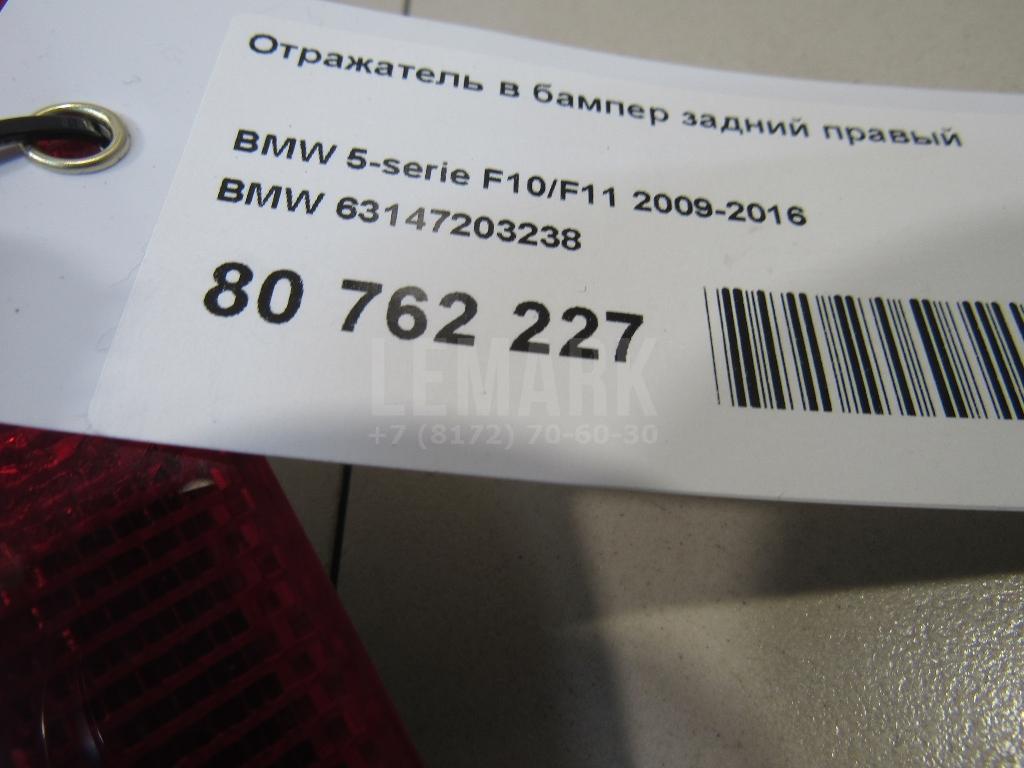 Отражатель в бампер задний правый
BMW 5-serie F10/F11 2009-2016
BMW 63147203238
80 762 227
LEMARK
+7 (8172) 70-60-30